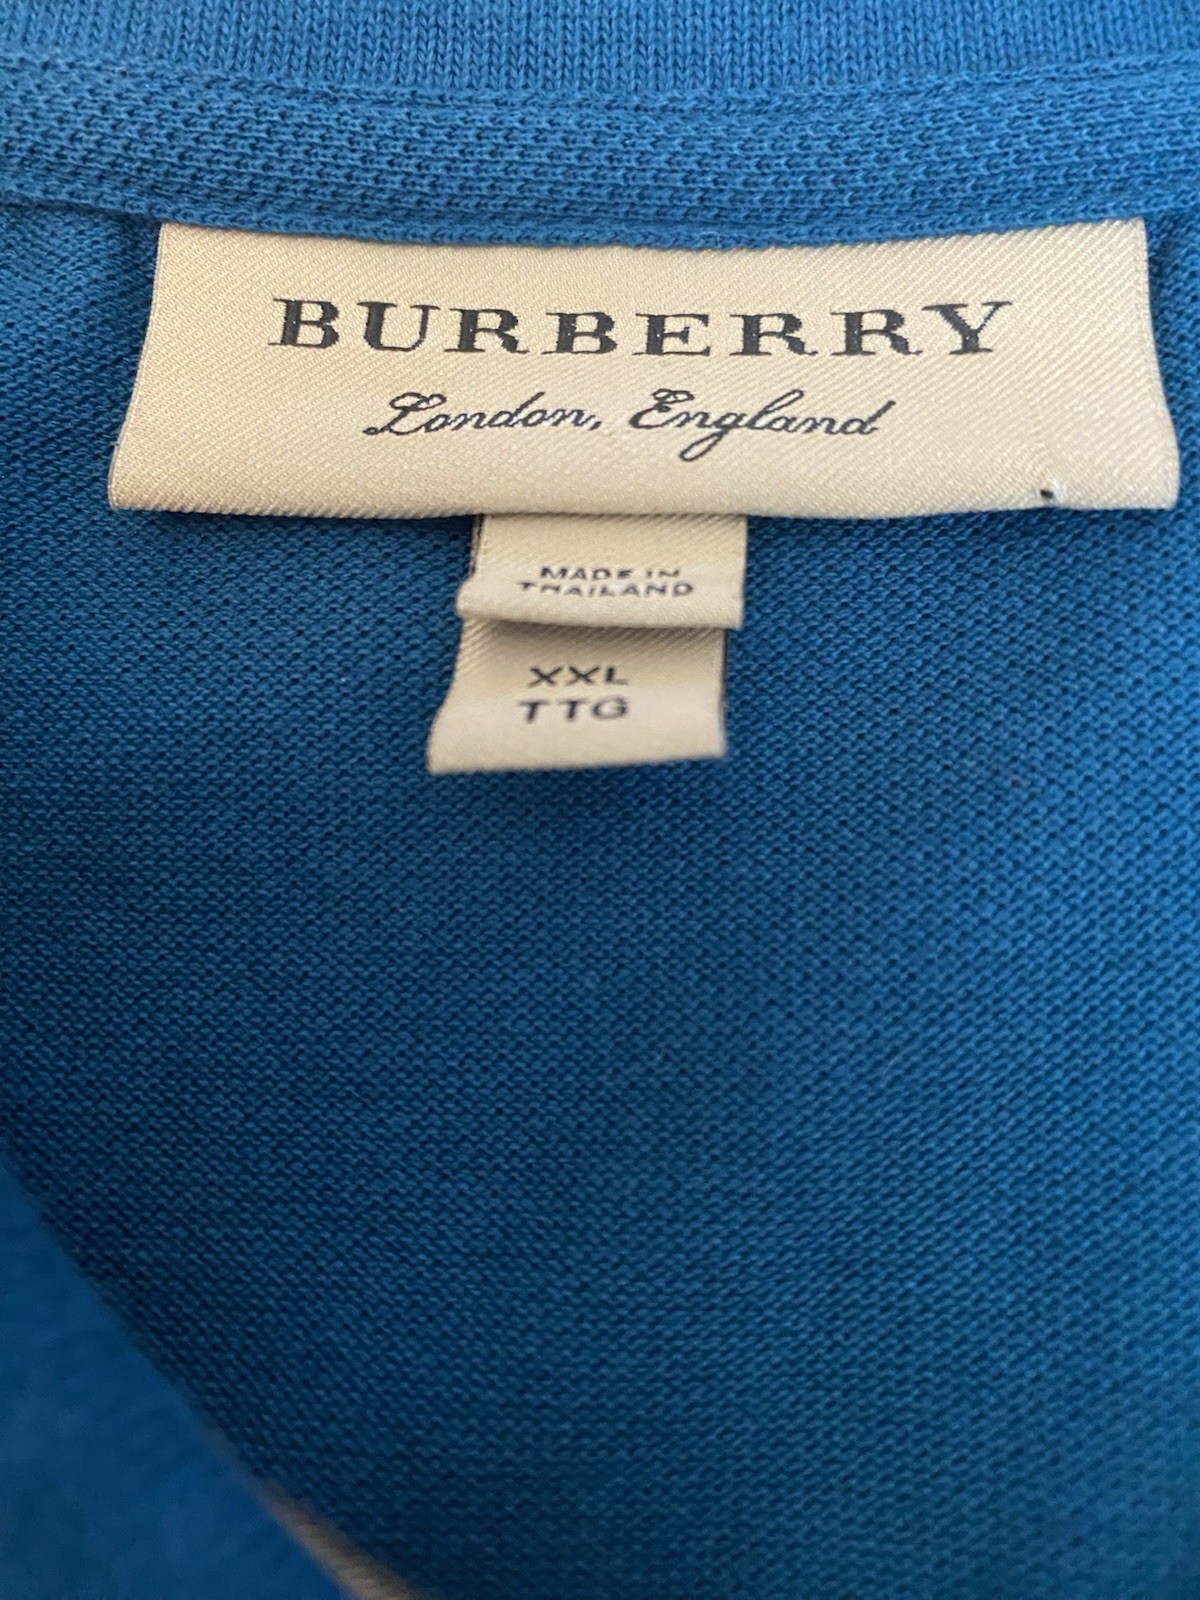 BURBERRY
London, England
MADE IN
THAILAND
XXL
TTG